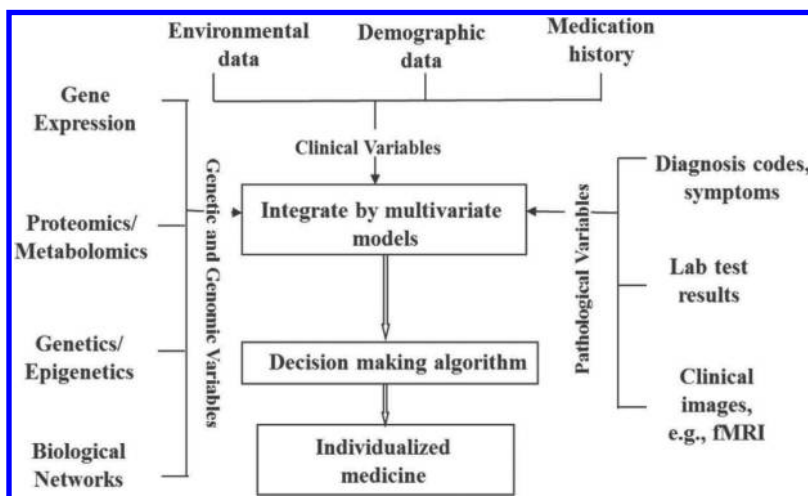 Environmental
data
Demographic
data
Medication
history
Gene
Expression
Proteomics/
Metabolomics
Genetics/
Epigenetics
Biological
Networks
Genetic and Genomic Variables
Clinical Variables
Integrate by multivariate
models
Decision making algorithm
Individualized
medicine
Pathological Variables
Diagnosis codes,
symptoms
Lab test
results
Clinical
images,
e.g., fMRI